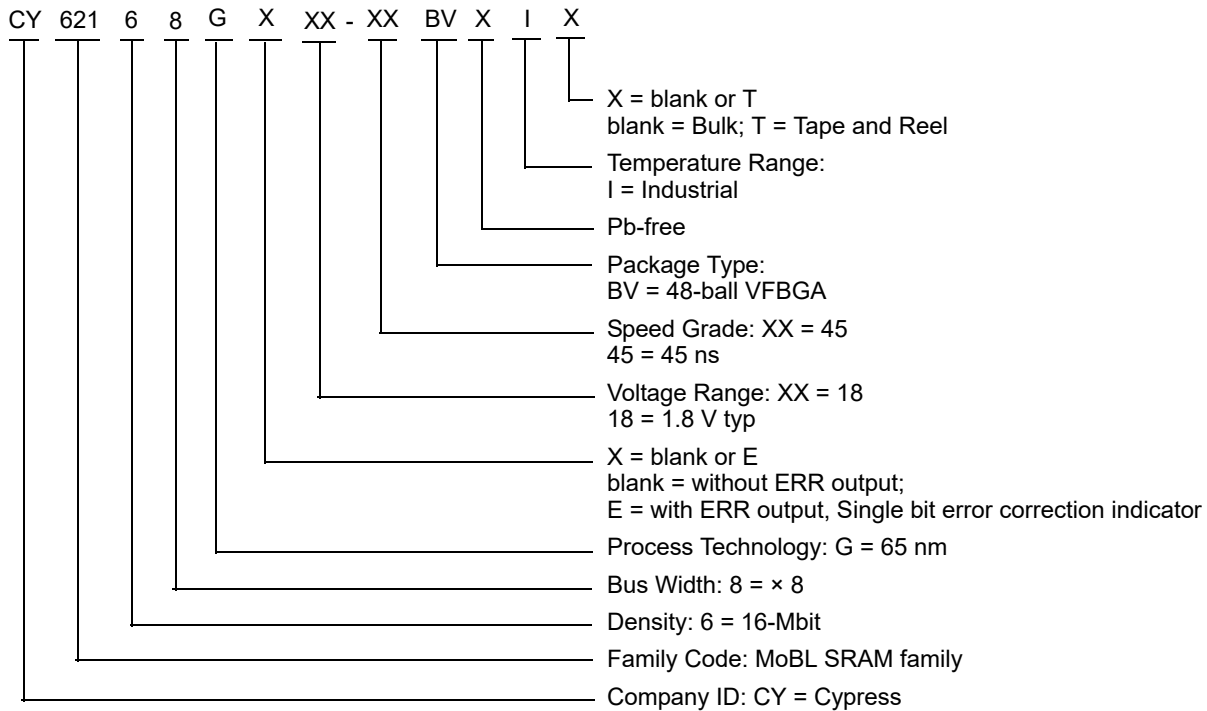 CY 621 6 8 G X XX - XX BV X I X
X = blank or T
blank = Bulk; T = Tape and Reel
Temperature Range:
I = Industrial
Pb-free
Package Type:
BV = 48-ball VFBGA
Speed Grade: XX = 45
45 = 45 ns
Voltage Range: XX = 18
18 = 1.8 V typ
X = blank or E
blank = without ERR output;
E = with ERR output, Single bit error correction indicator
Process Technology: G = 65 nm
Bus Width: 8 = × 8
Density: 6 = 16-Mbit
Family Code: MoBL SRAM family
Company ID: CY = Cypress